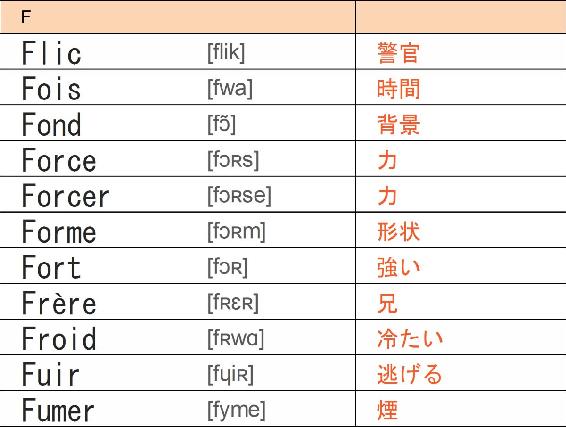 F
Flic [flik] 警官
Fois [fwa] 時間
Fond [fɔ̃] 背景
Force [fɔʀs] 力
Forcer [fɔʀse] 力
Forme [fɔʀm] 形状
Fort [fɔʀ] 強い
Frère [fʀɛʀ] 兄
Froid [fʀwɑ] 冷たい
Fuir [fɥiʀ] 逃げる
Fumer [fyme] 煙